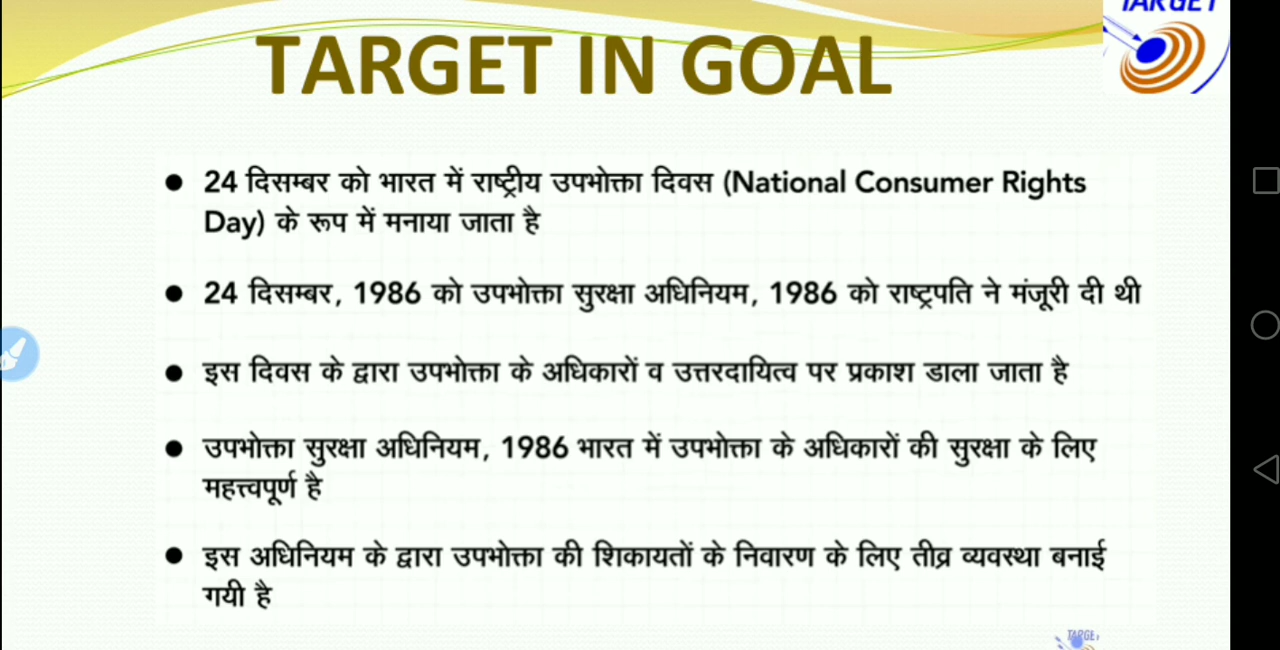 TARGET
TARGET IN GOAL
● 24 दिसम्बर को भारत में राष्ट्रीय उपभोक्ता दिवस (National Consumer Rights
Day) के रूप में मनाया जाता है
● 24 दिसम्बर, 1986 को उपभोक्ता सुरक्षा अधिनियम, 1986 को राष्ट्रपति ने मंजूरी दी थी
● इस दिवस के द्वारा उपभोक्ता के अधिकारों व उत्तरदायित्व पर प्रकाश डाला जाता है
● उपभोक्ता सुरक्षा अधिनियम, 1986 भारत में उपभोक्ता के अधिकारों की सुरक्षा के लिए
महत्त्वपूर्ण है
● इस अधिनियम के द्वारा उपभोक्ता की शिकायतों के निवारण के लिए तीव्र व्यवस्था बनाई
गयी है
TARGET